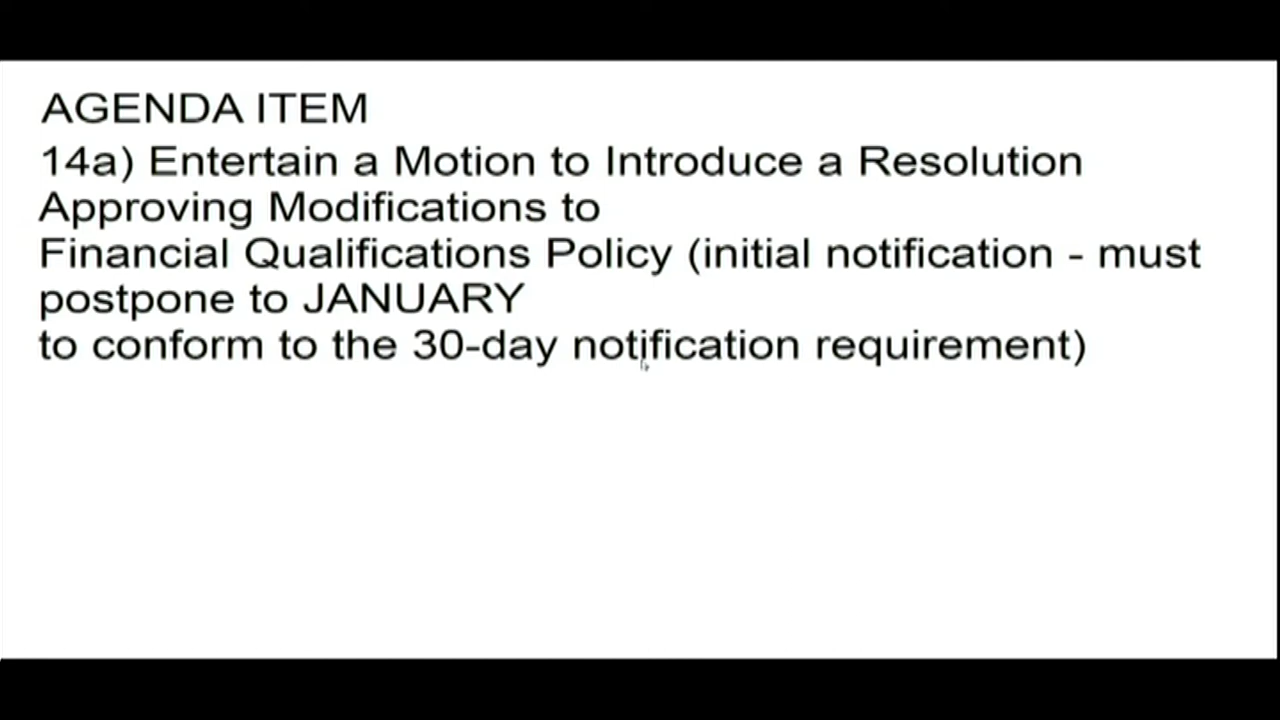 AGENDA ITEM
14a) Entertain a Motion to Introduce a Resolution
Approving Modifications to
Financial Qualifications Policy (initial notification - must
postpone to JANUARY
to conform to the 30-day notification requirement)